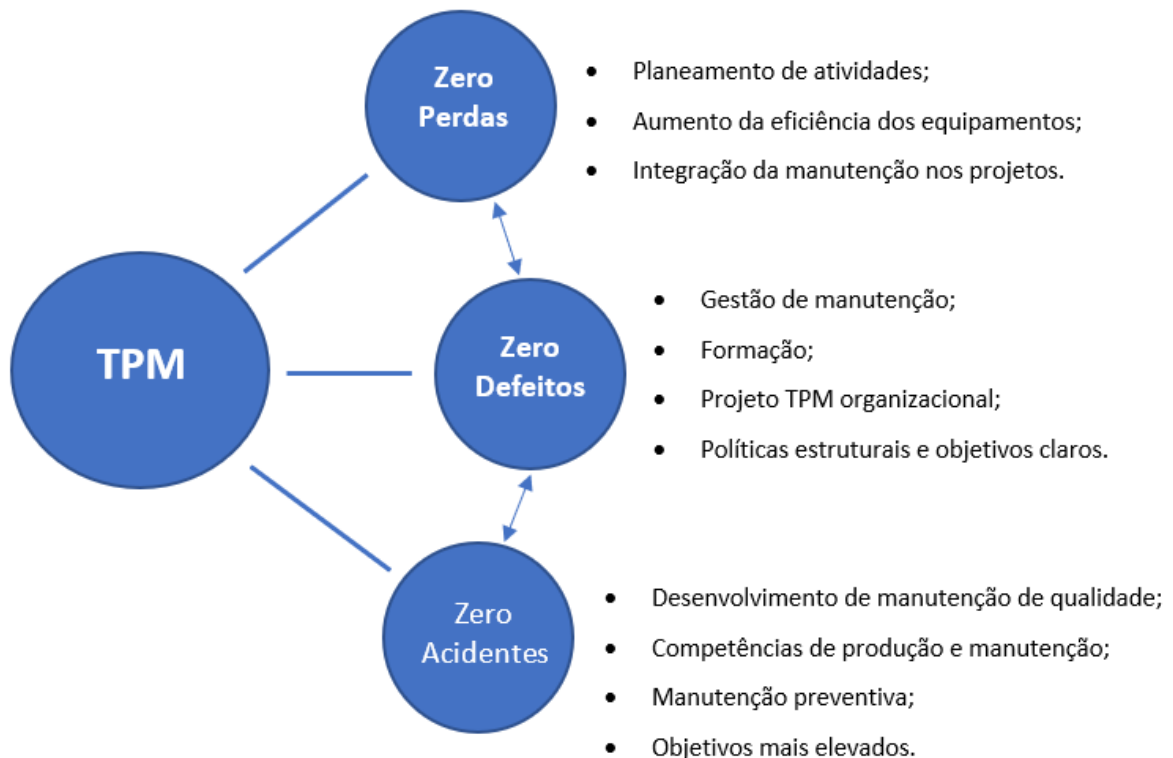 Zero
Perdas
Planeamento de atividades;
Aumento da eficiência dos equipamentos;
Integração da manutenção nos projetos.
TPM
Zero
Defeitos
Gestão de manutenção;
Formação;
Projeto TPM organizacional;
Políticas estruturais e objetivos claros.
Zero
Acidentes
Desenvolvimento de manutenção de qualidade;
Competências de produção e manutenção;
Manutenção preventiva;
Objetivos mais elevados.